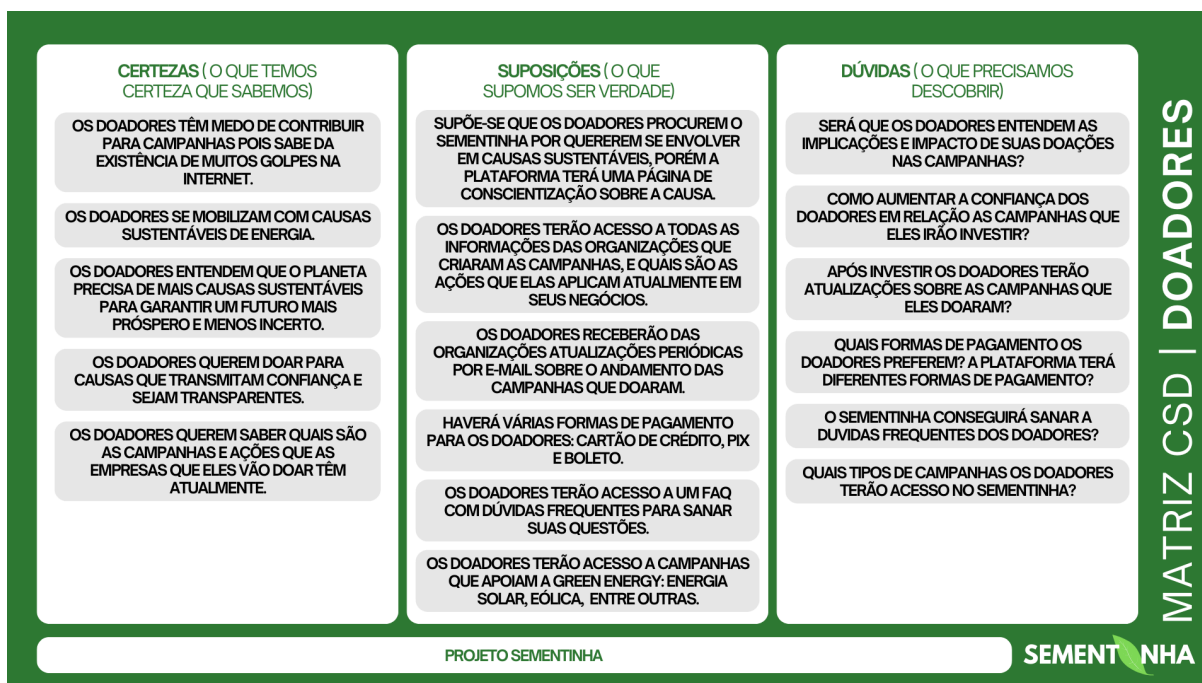 CERTEZAS ( O QUE TEMOS
CERTEZA QUE SABEMOS)
OS DOADORES TÊM MEDO DE CONTRIBUIR
PARA CAMPANHAS POIS SABE DA
EXISTÊNCIA DE MUITOS GOLPES NA
INTERNET.
OS DOADORES SE MOBILIZAM COM CAUSAS
SUSTENTÁVEIS DE ENERGIA.
OS DOADORES ENTENDEM QUE O PLANETA
PRECISA DE MAIS CAUSAS SUSTENTÁVEIS
PARA GARANTIR UM FUTURO MAIS
PRÓSPERO E MENOS INCERTO.
OS DOADORES QUEREM DOAR PARA
CAUSAS QUE TRANSMITAM CONFIANÇA E
SEJAM TRANSPARENTES.
OS DOADORES QUEREM SABER QUAIS SÃO
AS CAMPANHAS E AÇÕES QUE AS
EMPRESAS QUE ELES VÃO DOAR TÊM
ATUALMENTE.
SUPOSIÇÕES ( O QUE
SUPOMOS SER VERDADE)
SUPÕE-SE QUE OS DOADORES PROCUREM O
SEMENTINHA POR QUEREREM SE ENVOLVER
EM CAUSAS SUSTENTÁVEIS, PORÉM A
PLATAFORMA TERÁ UMA PÁGINA DE
CONSCIENTIZAÇÃO SOBRE A CAUSA.
OS DOADORES TERÃO ACESSO A TODAS AS
INFORMAÇÕES DAS ORGANIZAÇÕES QUE
CRIARAM AS CAMPANHAS, E QUAIS SÃO AS
AÇÕES QUE ELAS APLICAM ATUALMENTE EM
SEUS NEGÓCIOS.
OS DOADORES RECEBERÃO DAS
ORGANIZAÇÕES ATUALIZAÇÕES PERIÓDICAS
POR E-MAIL SOBRE O ANDAMENTO DAS
CAMPANHAS QUE DOARAM.
HAVERÁ VÁRIAS FORMAS DE PAGAMENTO
PARA OS DOADORES: CARTÃO DE CRÉDITO, PIX
E BOLETO.
OS DOADORES TERÃO ACESSO A UM FAQ
COM DÚVIDAS FREQUENTES PARA SANAR
SUAS QUESTÕES.
OS DOADORES TERÃO ACESSO A CAMPANHAS
QUE APOIAM A GREEN ENERGY: ENERGIA
SOLAR, EÓLICA, ENTRE OUTRAS.
DÚVIDAS ( O QUE PRECISAMOS
DESCOBRIR)
SERÁ QUE OS DOADORES ENTENDEM AS
IMPLICAÇÕES E IMPACTO DE SUAS DOAÇÕES
NAS CAMPANHAS?
COMO AUMENTAR A CONFIANÇA DOS
DOADORES EM RELAÇÃO AS CAMPANHAS QUE
ELES IRÃO INVESTIR?
APÓS INVESTIR OS DOADORES TERÃO
ATUALIZAÇÕES SOBRE AS CAMPANHAS QUE
ELES DOARAM?
QUAIS FORMAS DE PAGAMENTO OS
DOADORES PREFEREM? A PLATAFORMA TERÁ
DIFERENTES FORMAS DE PAGAMENTO?
O SEMENTINHA CONSEGUIRÁ SANAR A
DUVIDAS FREQUENTES DOS DOADORES?
QUAIS TIPOS DE CAMPANHAS OS DOADORES
TERÃO ACESSO NO SEMENTINHA?
MATRIZ CSD | DOADORES
PROJETO SEMENTINHA
SEMENTINHA